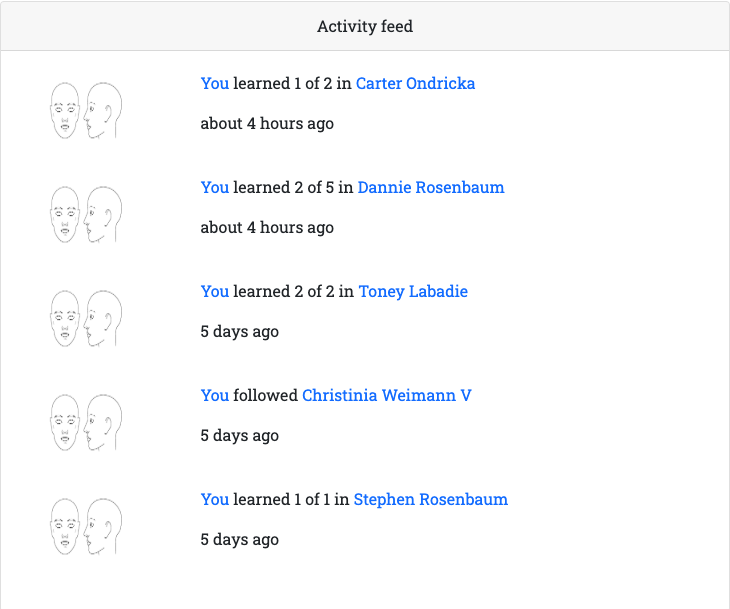 Activity feed
You learned 1 of 2 in Carter Ondricka
about 4 hours ago
You learned 2 of 5 in Dannie Rosenbaum
about 4 hours ago
You learned 2 of 2 in Toney Labadie
5 days ago
You followed Christinia Weimann V
5 days ago
You learned 1 of 1 in Stephen Rosenbaum
5 days ago